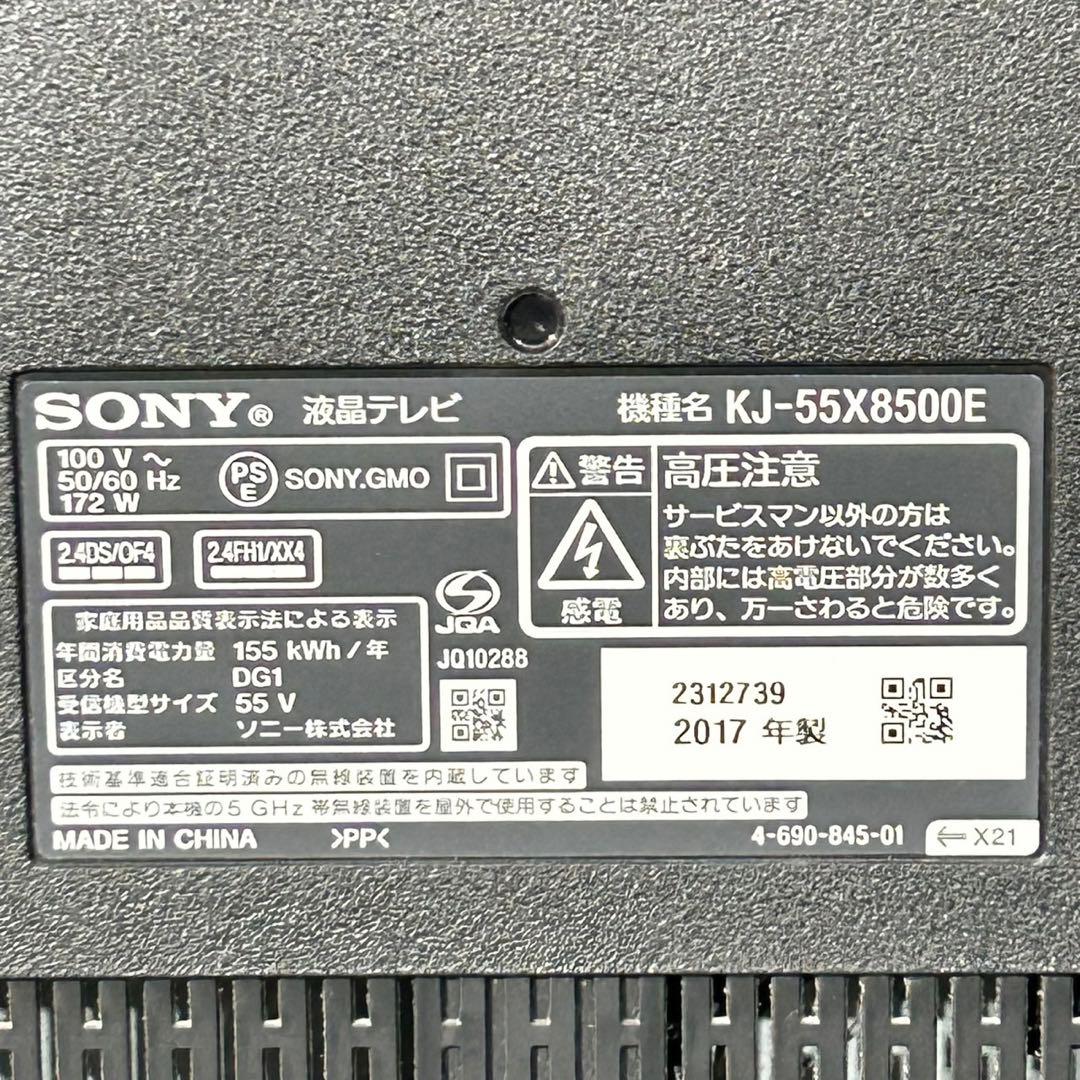 SONY® 液晶テレビ
機種名 KJ-55X8500E
100 V ～
50/60 Hz
172 W
PS
E
SONY.GMO
2.4DS/OF4
2.4FH1/XX4
家庭用品品質表示法による表示
年間消費電力量 155 kWh/年
区分名 DG1
受信機型サイズ 55 V
表示者 ソニー株式会社
JQA
JQ10288
⚠警告
感電
高圧注意
サービスマン以外の方は
裏ぶたをあけないでください。
内部には高電圧部分が数多く
あり、万一さわると危険です。
2312739
2017 年製
技術基準適合証明済みの無線装置を内蔵しています
法令により本機の5 GHz 帯無線装置を屋外で使用することは禁止されています
MADE IN CHINA >PP< 4-690-845-01 ← X21